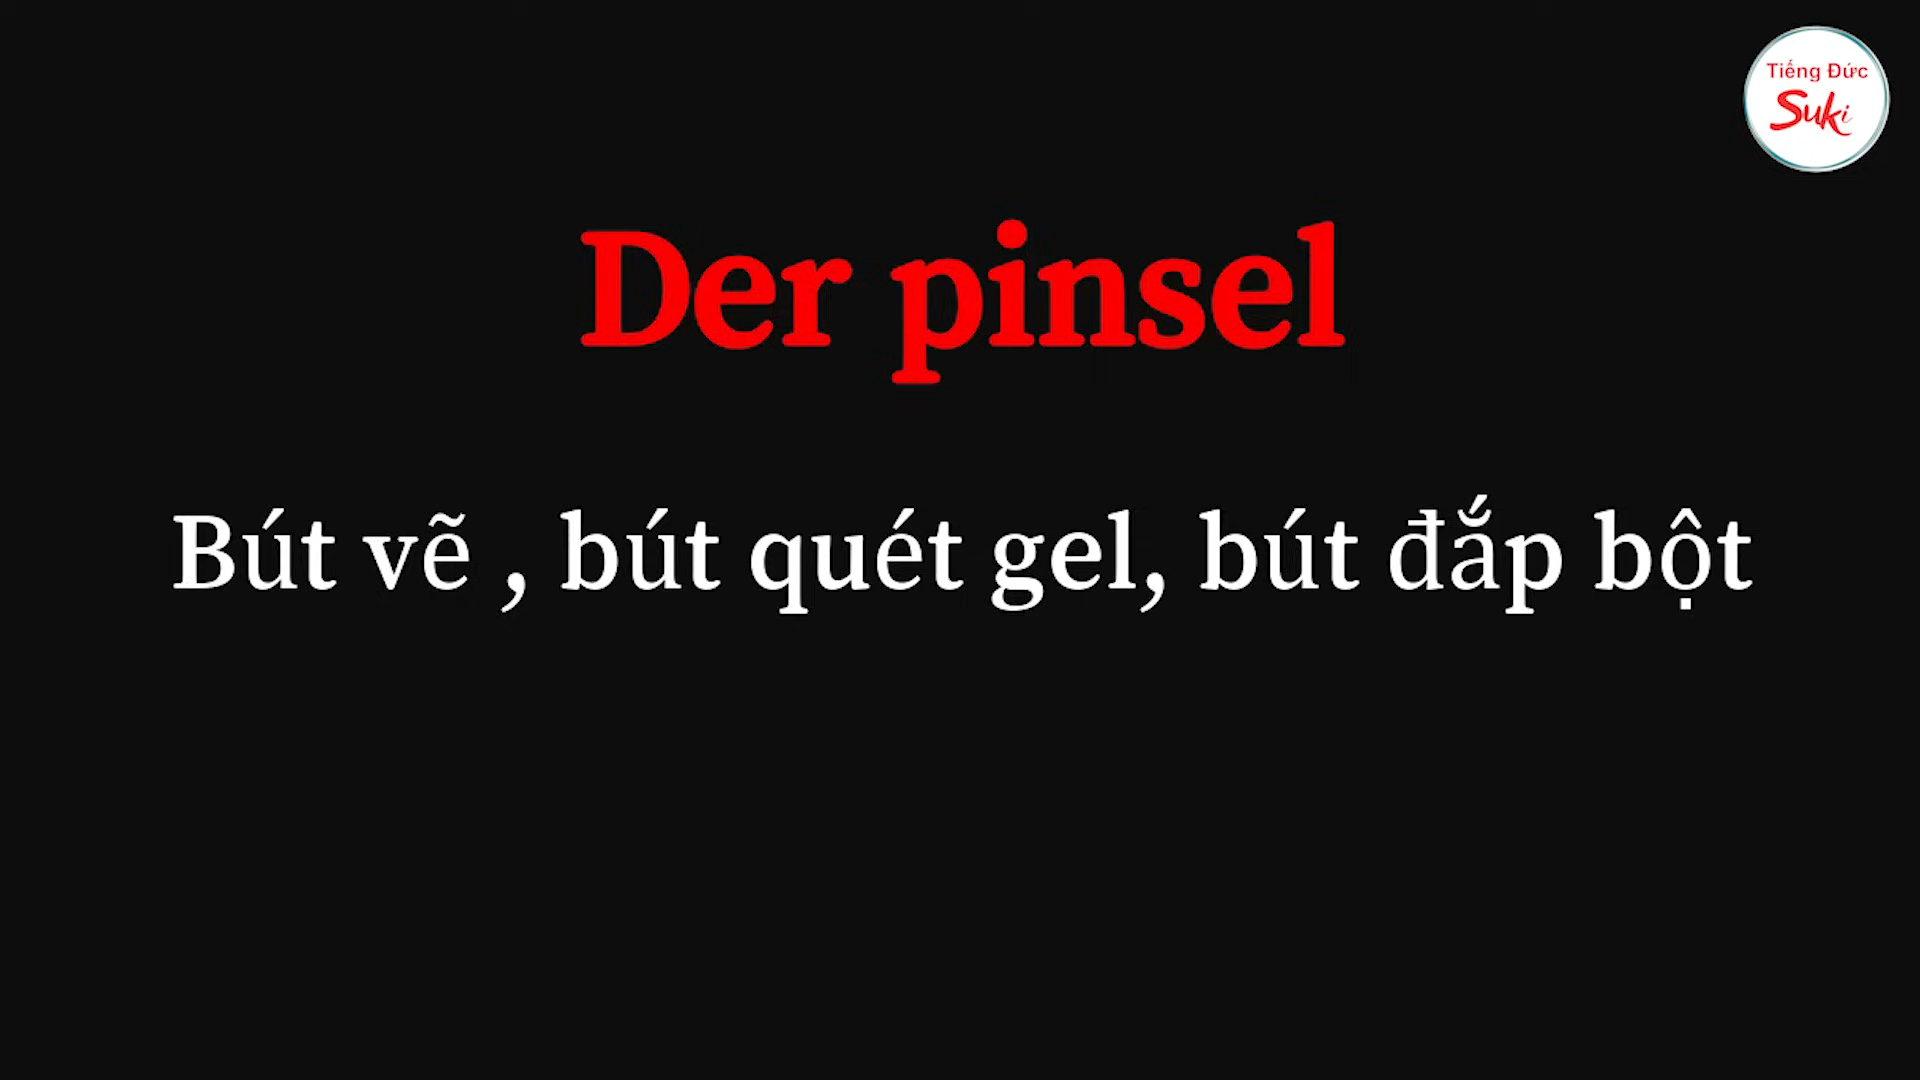 Tiếng Đức
Suki
Der pinsel
Bút vẽ , bút quét gel, bút đắp bột